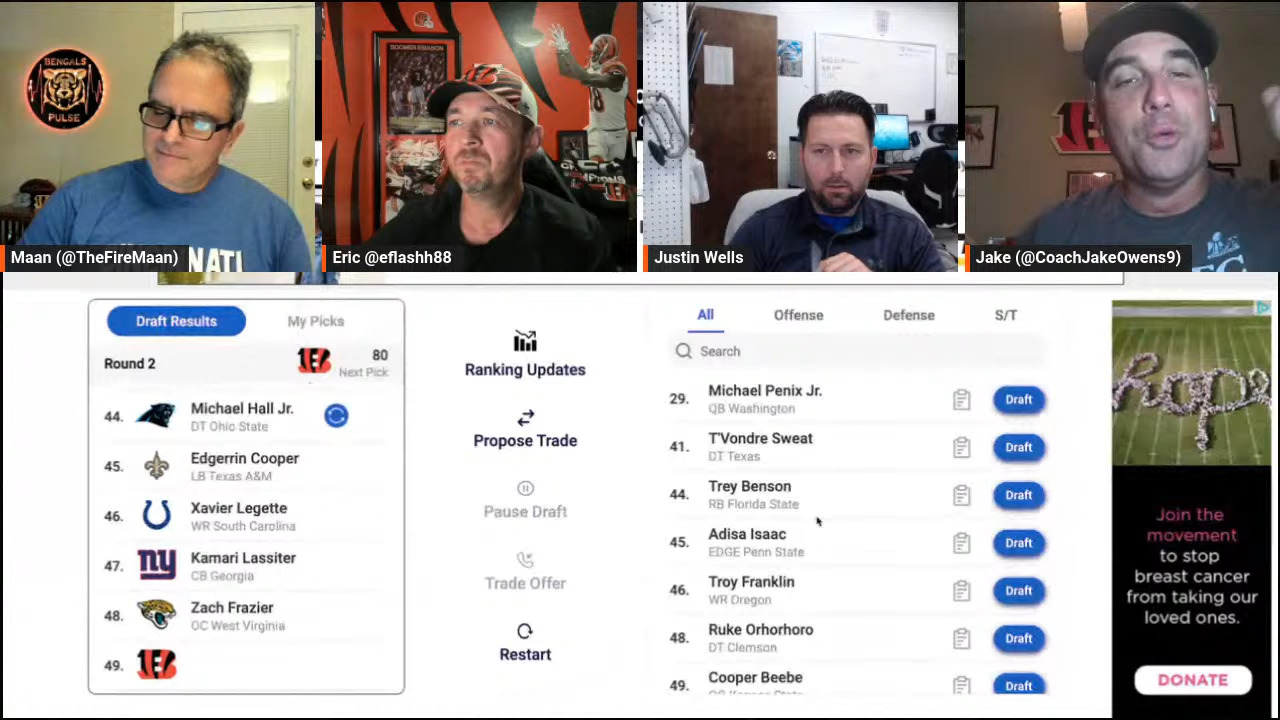 BENGALS
PULSE
BOOMER ESIASON
Maan (@TheFireMaan)
Eric @eflashh88
Justin Wells
Jake (@CoachJakeOwens9)
Draft Results
My Picks
Round 2
80
Next Pick
44.
Michael Hall Jr.
DT Ohio State
45.
Edgerrin Cooper
LB Texas A&M
46.
Xavier Legette
WR South Carolina
47.
ny
Kamari Lassiter
CB Georgia
48.
Zach Frazier
OC West Virginia
49.
Ranking Updates
Propose Trade
Pause Draft
Trade Offer
Restart
All
Offense
Defense
S/T
Search
29.
Michael Penix Jr.
QB Washington
Draft
41.
T'Vondre Sweat
DT Texas
Draft
44.
Trey Benson
RB Florida State
Draft
45.
Adisa Isaac
EDGE Penn State
Draft
46.
Troy Franklin
WR Oregon
Draft
48.
Ruke Orhorhoro
DT Clemson
Draft
49.
Cooper Beebe
Draft
hope
Join the
movement
to stop
breast cancer
from taking our
loved ones.
DONATE